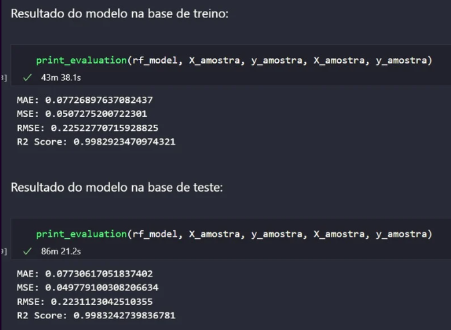 Resultado do modelo na base de treino:
print_evaluation(rf_model, X_amostra, y_amostra, X_amostra, y_amostra)
✓ 43m 38.1s
MAE: 0.07726897637082437
MSE: 0.0507275200722301
RMSE: 0.22522770715928825
R2 Score: 0.9982923470974321
Resultado do modelo na base de teste:
print_evaluation(rf_model, X_amostra, y_amostra, X_amostra, y_amostra)
✓ 86m 21.2s
MAE: 0.07730617051837402
MSE: 0.049779100308206634
RMSE: 0.2231123042510355
R2 Score: 0.9983242739836781